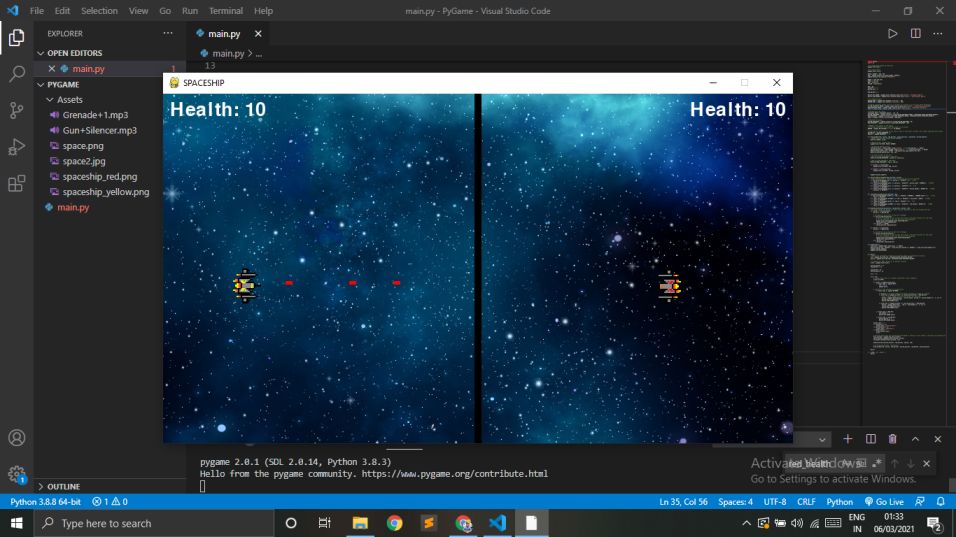 File Edit Selection View Go Run Terminal Help
main.py - PyGame - Visual Studio Code
EXPLORER
OPEN EDITORS
main.py 1
PYGAME
Assets
Grenade+1.mp3
Gun+Silencer.mp3
space.png
space2.jpg
spaceship_red.png
spaceship_yellow.png
main.py
OUTLINE
main.py
main.py > ...
13
SPACESHIP
Health: 10
Health: 10
pygame 2.0.1 (SDL 2.0.14, Python 3.8.3)
Hello from the pygame community. https://www.pygame.org/contribute.html
red_health
Activate Windows
Go to Settings to activate Windows.
Python 3.8.8 64-bit 1 0
Ln 35, Col 56 Spaces: 4 UTF-8 CRLF Python Go Live
Type here to search
ENG
IN
01:33
06/03/2021
2